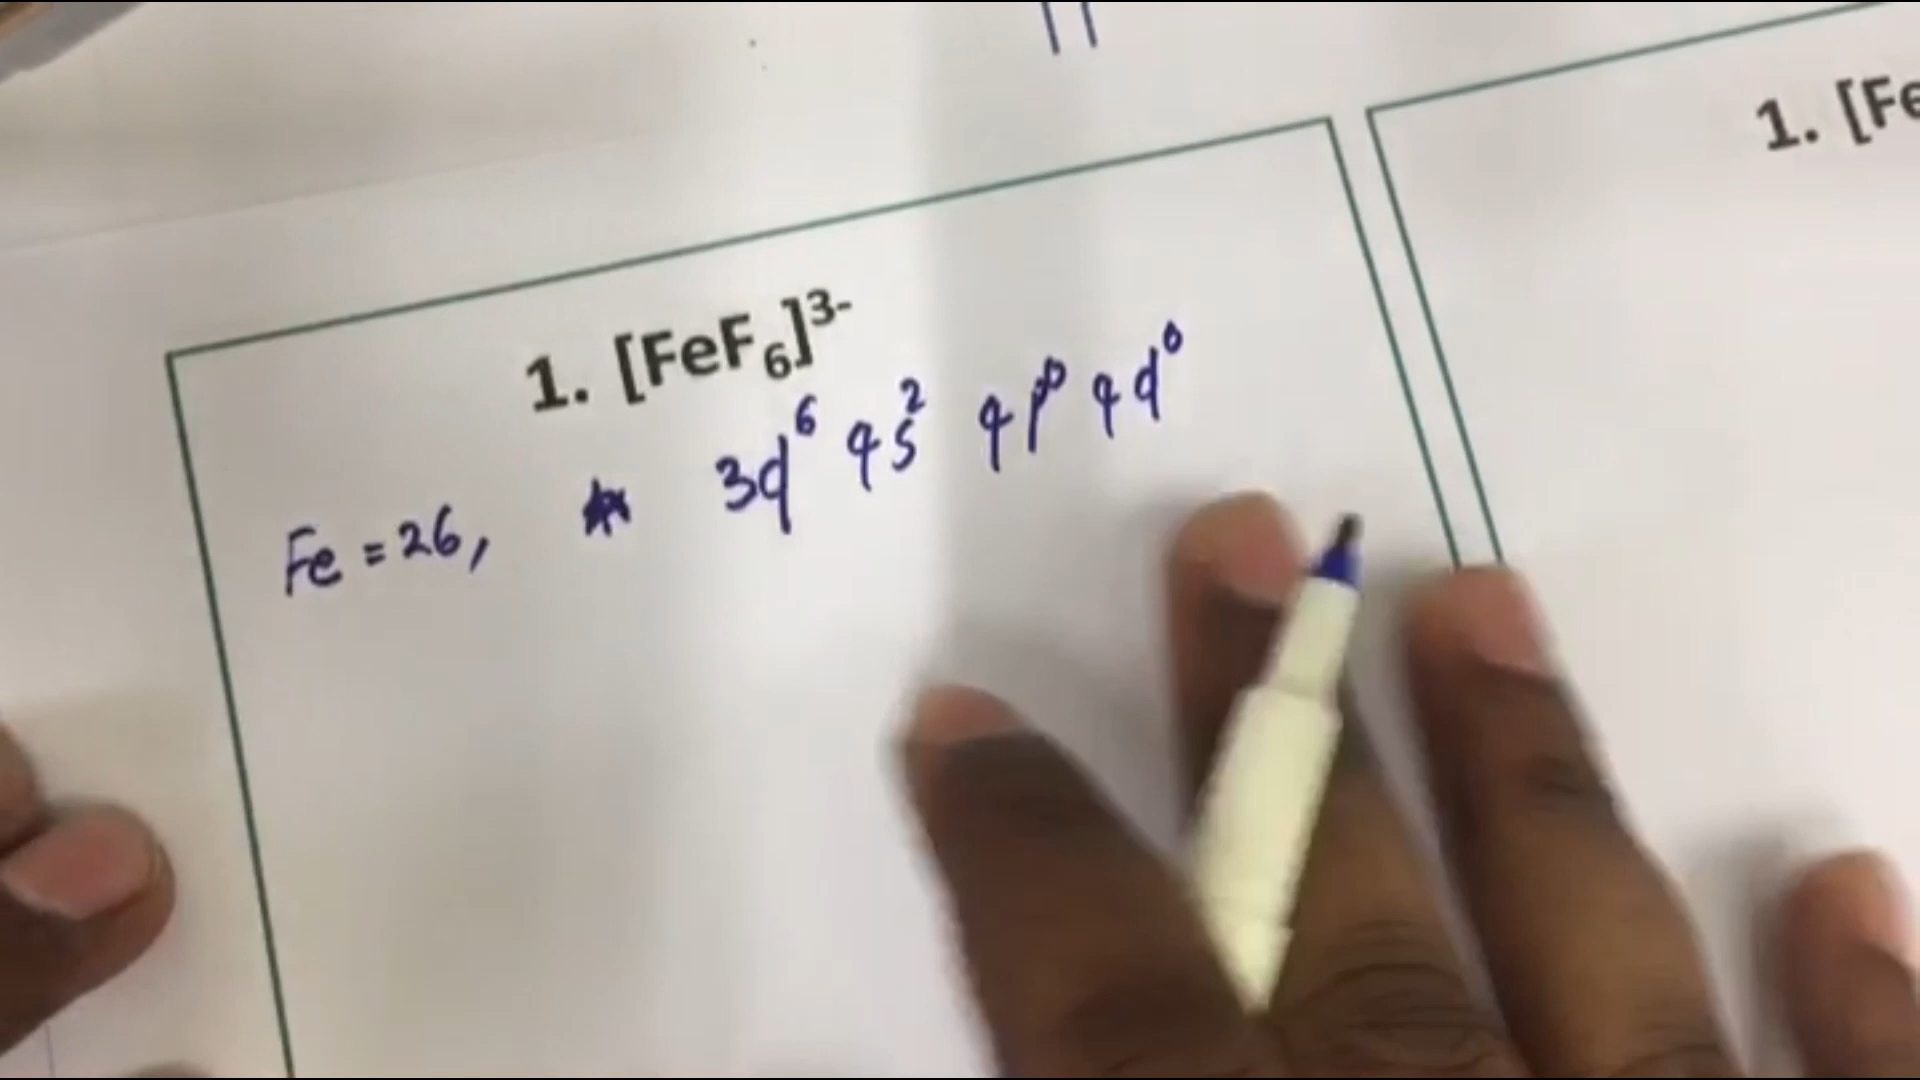 1. [FeF₆]³⁻
1. [Fe
Fe = 26, 3d⁶ 4s² 4p⁰ 4d⁰